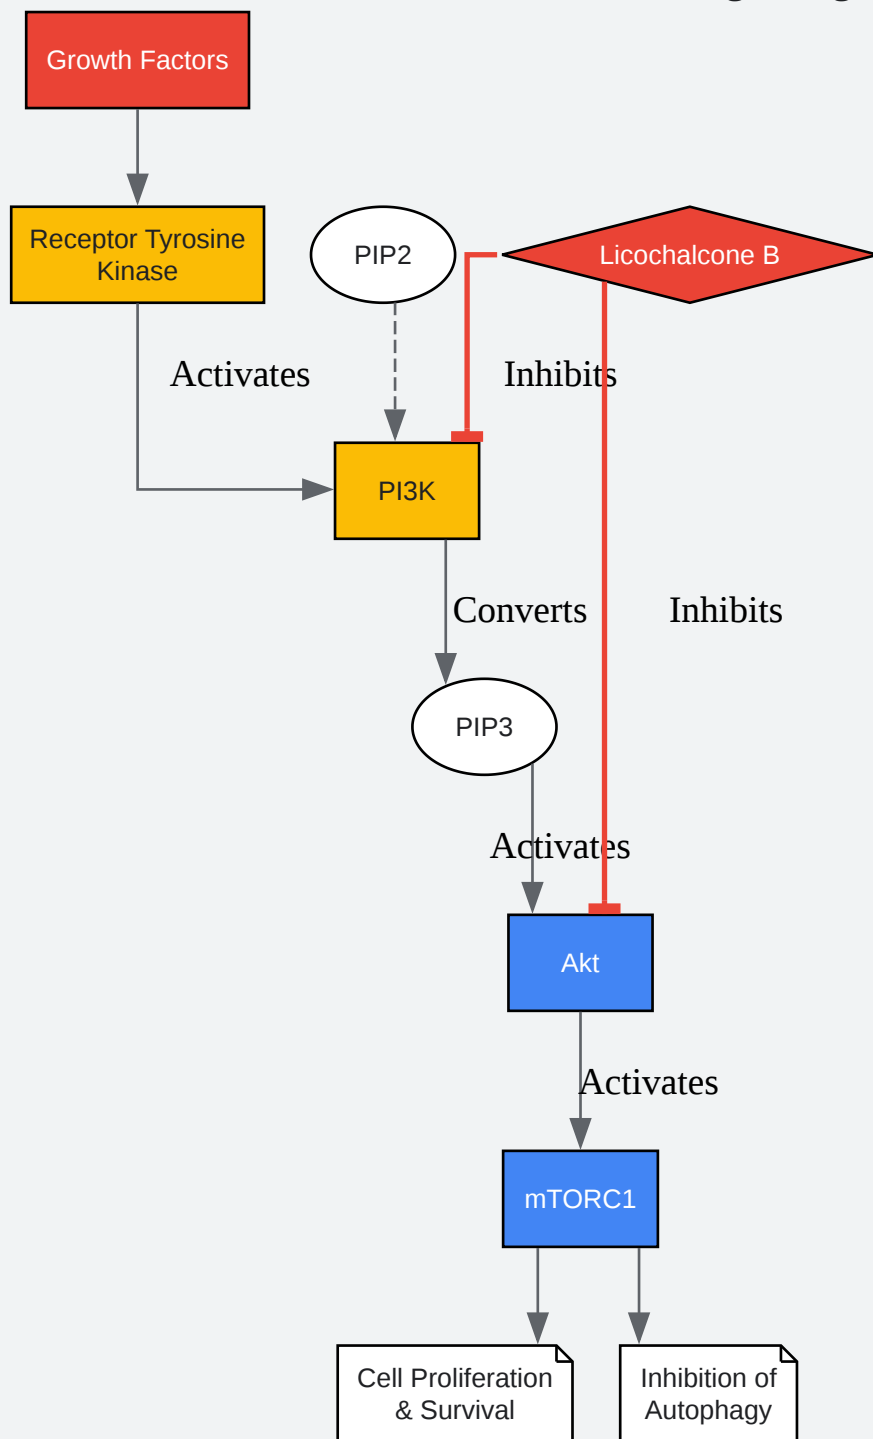 Growth Factors
Receptor Tyrosine
Kinase
PIP2
Licochalcone B
Activates
Inhibits
PI3K
Converts
Inhibits
PIP3
Activates
Akt
Activates
mTORC1
Cell Proliferation
& Survival
Inhibition of
Autophagy